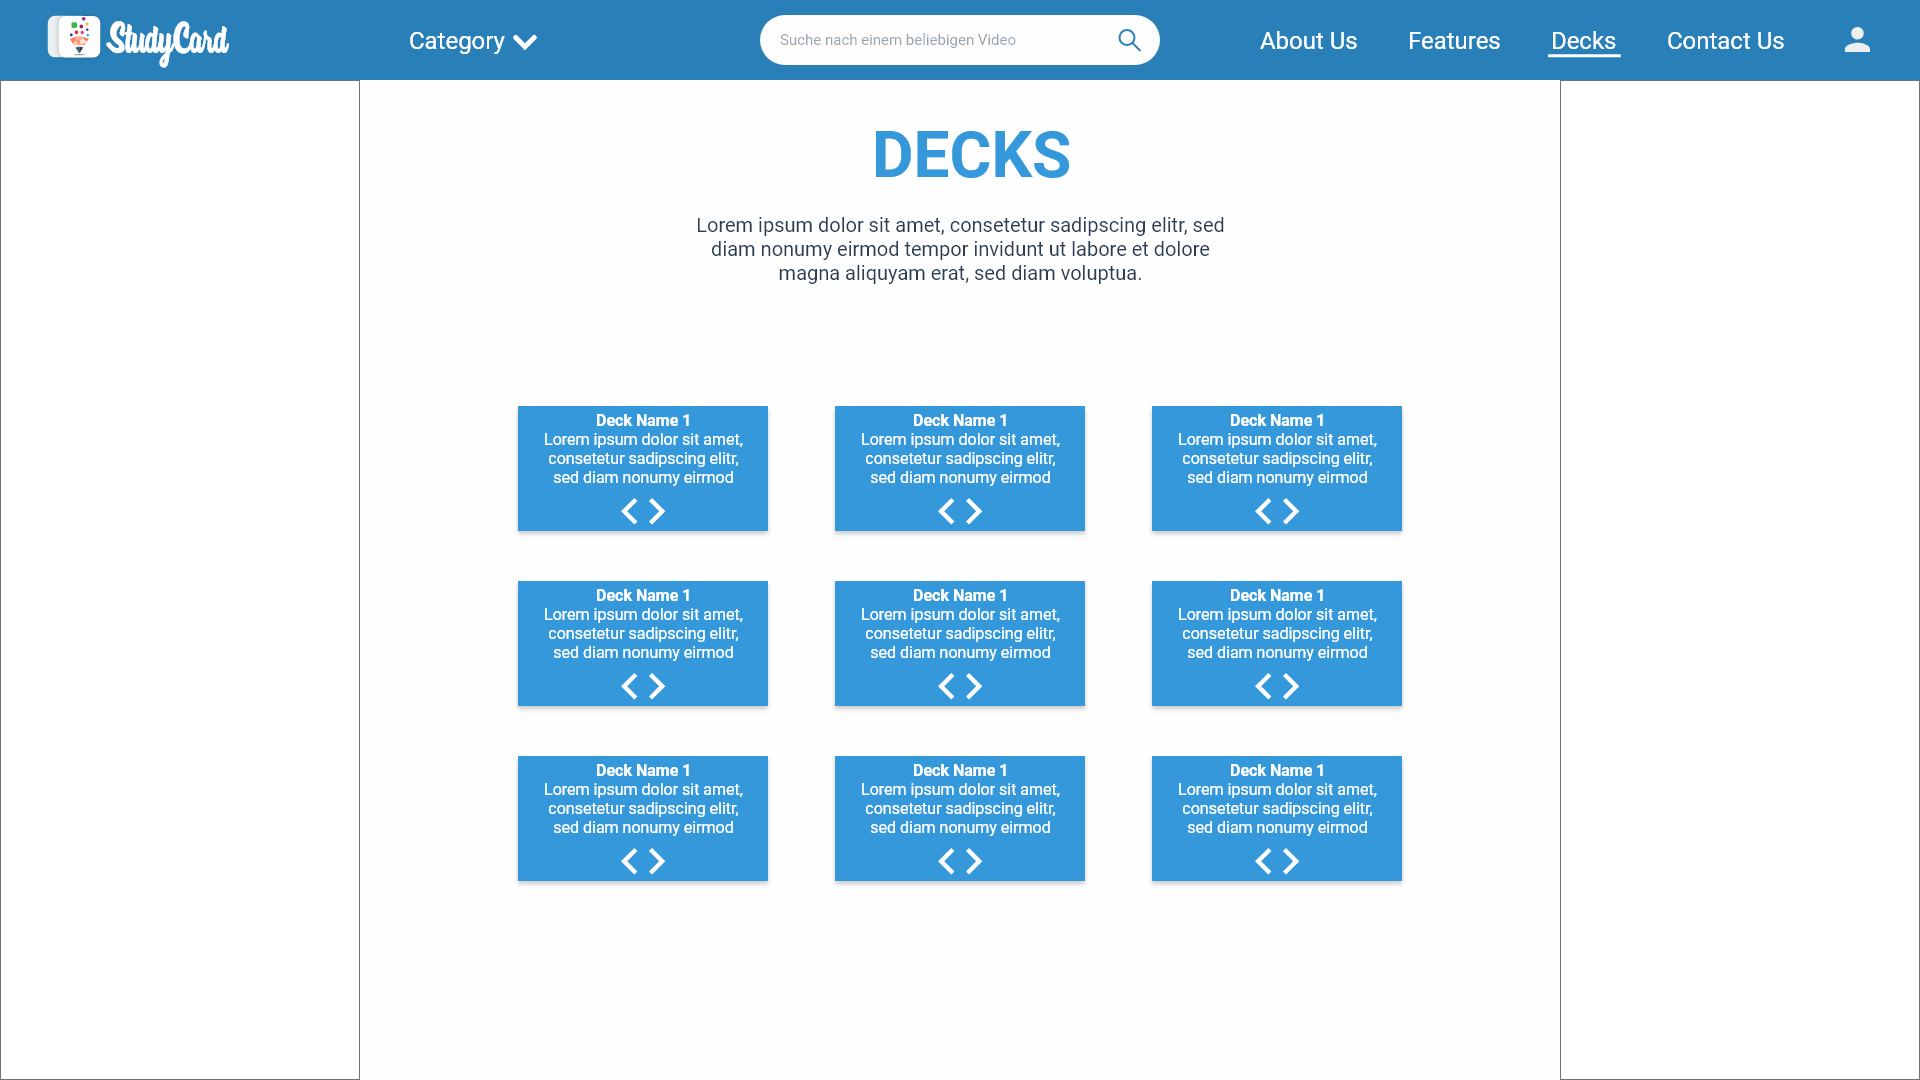 StudyCard
Category
Suche nach einem beliebigen Video
About Us
Features
Decks
Contact Us
DECKS
Lorem ipsum dolor sit amet, consetetur sadipscing elitr, sed
diam nonumy eirmod tempor invidunt ut labore et dolore
magna aliquyam erat, sed diam voluptua.
Deck Name 1
Lorem ipsum dolor sit amet,
consetetur sadipscing elitr,
sed diam nonumy eirmod
Deck Name 1
Lorem ipsum dolor sit amet,
consetetur sadipscing elitr,
sed diam nonumy eirmod
Deck Name 1
Lorem ipsum dolor sit amet,
consetetur sadipscing elitr,
sed diam nonumy eirmod
Deck Name 1
Lorem ipsum dolor sit amet,
consetetur sadipscing elitr,
sed diam nonumy eirmod
Deck Name 1
Lorem ipsum dolor sit amet,
consetetur sadipscing elitr,
sed diam nonumy eirmod
Deck Name 1
Lorem ipsum dolor sit amet,
consetetur sadipscing elitr,
sed diam nonumy eirmod
Deck Name 1
Lorem ipsum dolor sit amet,
consetetur sadipscing elitr,
sed diam nonumy eirmod
Deck Name 1
Lorem ipsum dolor sit amet,
consetetur sadipscing elitr,
sed diam nonumy eirmod
Deck Name 1
Lorem ipsum dolor sit amet,
consetetur sadipscing elitr,
sed diam nonumy eirmod